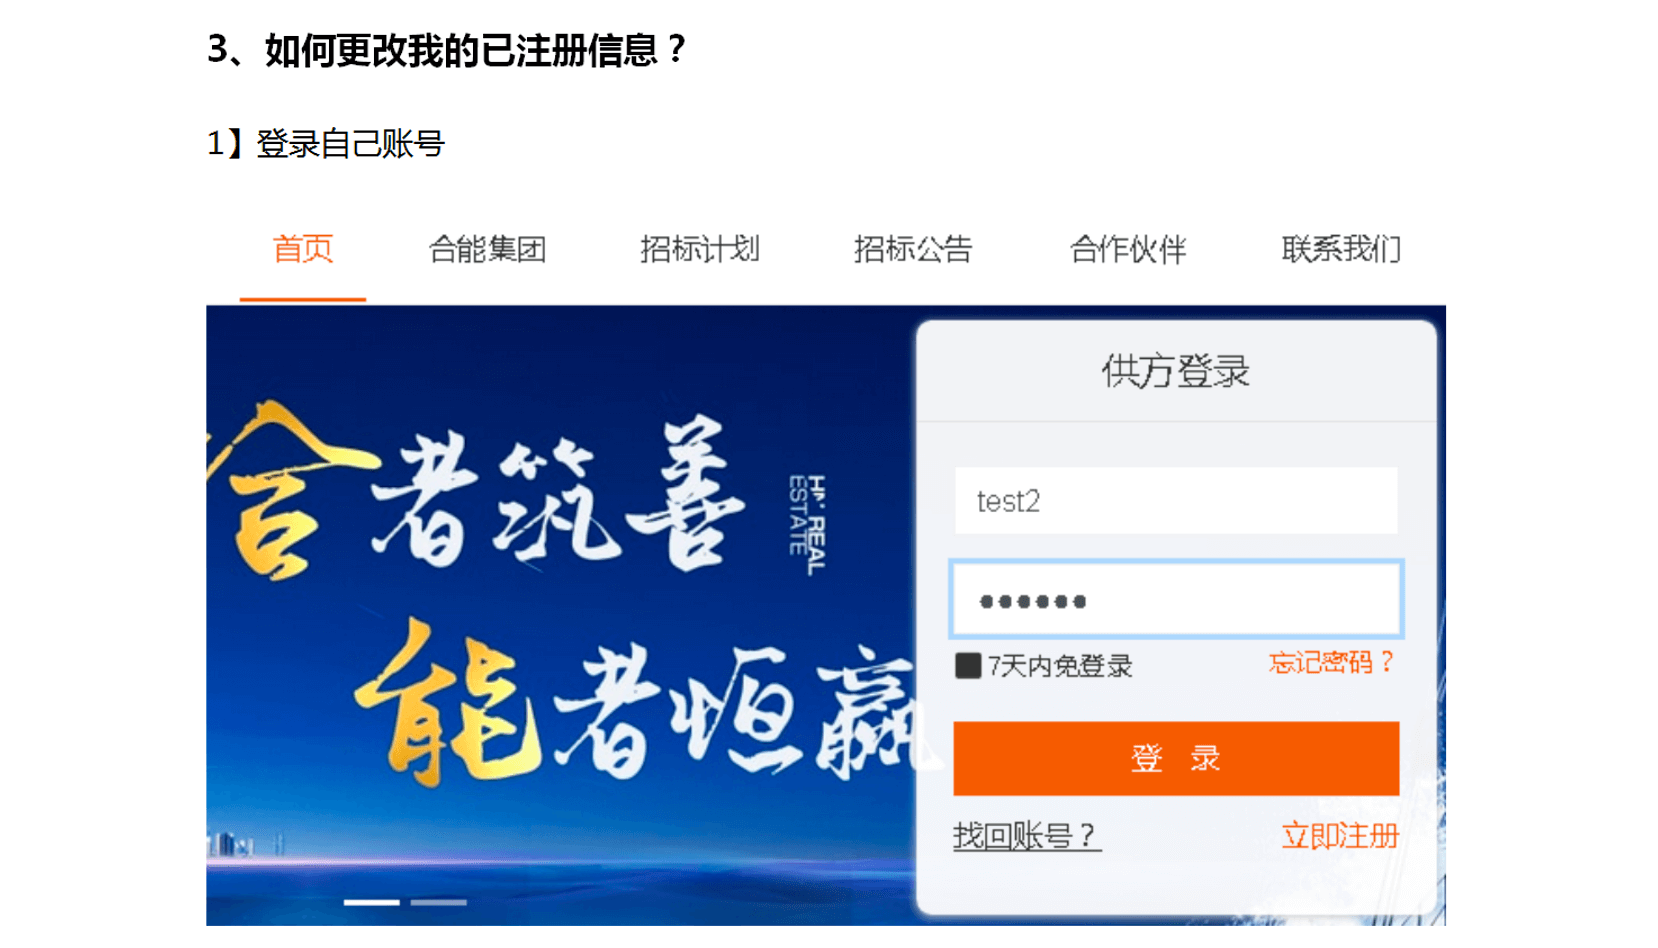 3、如何更改我的已注册信息？
1】登录自己账号
首页 合能集团 招标计划 招标公告 合作伙伴 联系我们
合者筑善
REAL
ESTATE
能者恒赢
供方登录
test2
●●●●●●
7天内免登录 忘记密码？
登 录
找回账号？ 立即注册